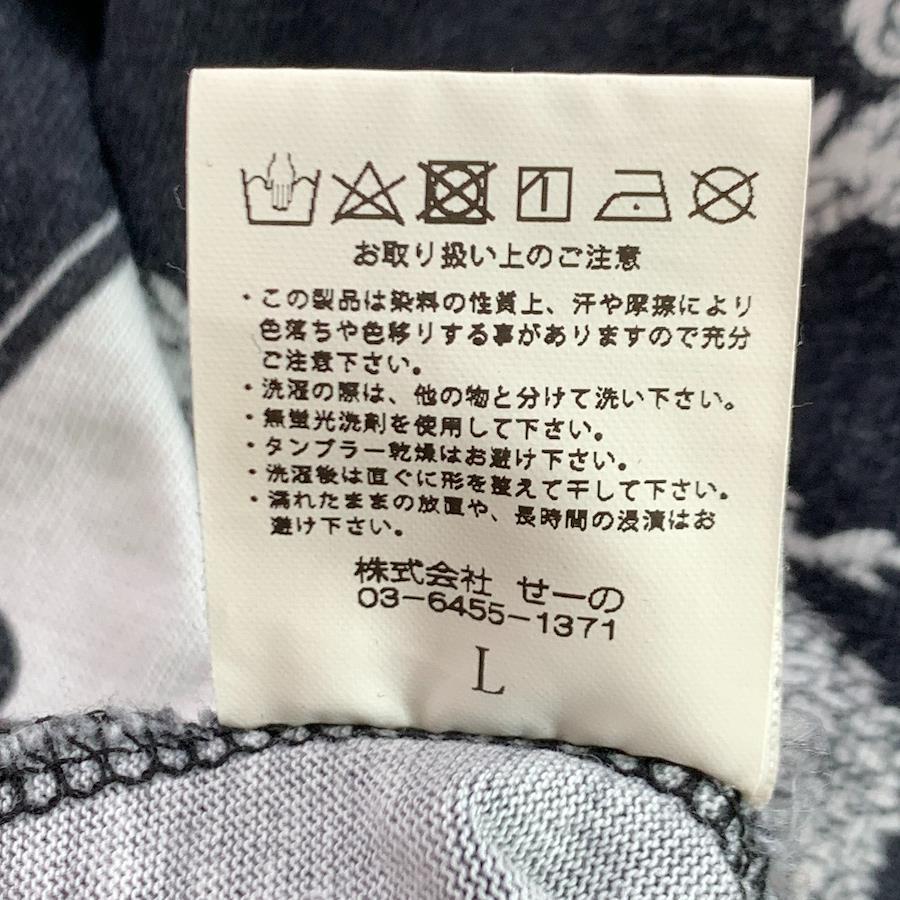 お取り扱い上のご注意
・この製品は染料の性質上、汗や摩擦により
色落ちや色移りする事がありますので充分
ご注意下さい。
・洗濯の際は、他の物と分けて洗い下さい。
・無蛍光洗剤を使用して下さい。
・タンブラー乾燥はお避け下さい。
・洗濯後は直ぐに形を整えて干して下さい。
・濡れたままの放置や、長時間の浸漬はお
避け下さい。
株式会社 せーの
03-6455-1371
L